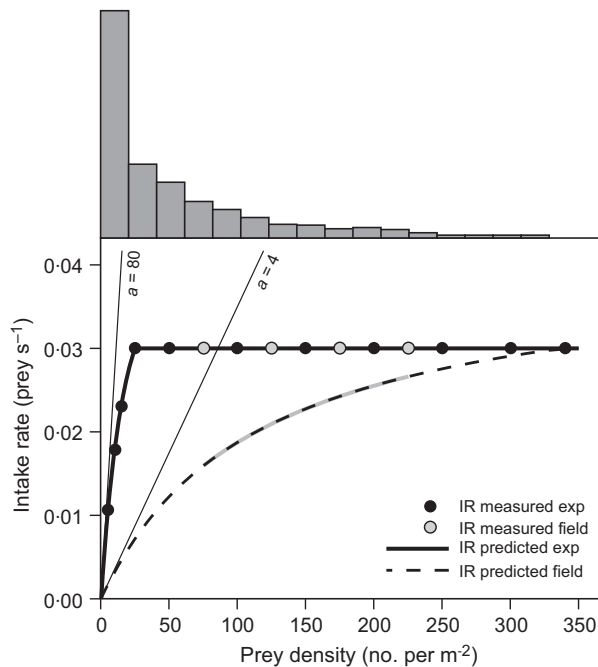 a = 80
a = 4
0·04
0·03
0·02
0·01
0·00
Intake rate (prey s⁻¹)
IR measured exp
IR measured field
IR predicted exp
IR predicted field
0 50 100 150 200 250 300 350
Prey density (no. per m⁻²)